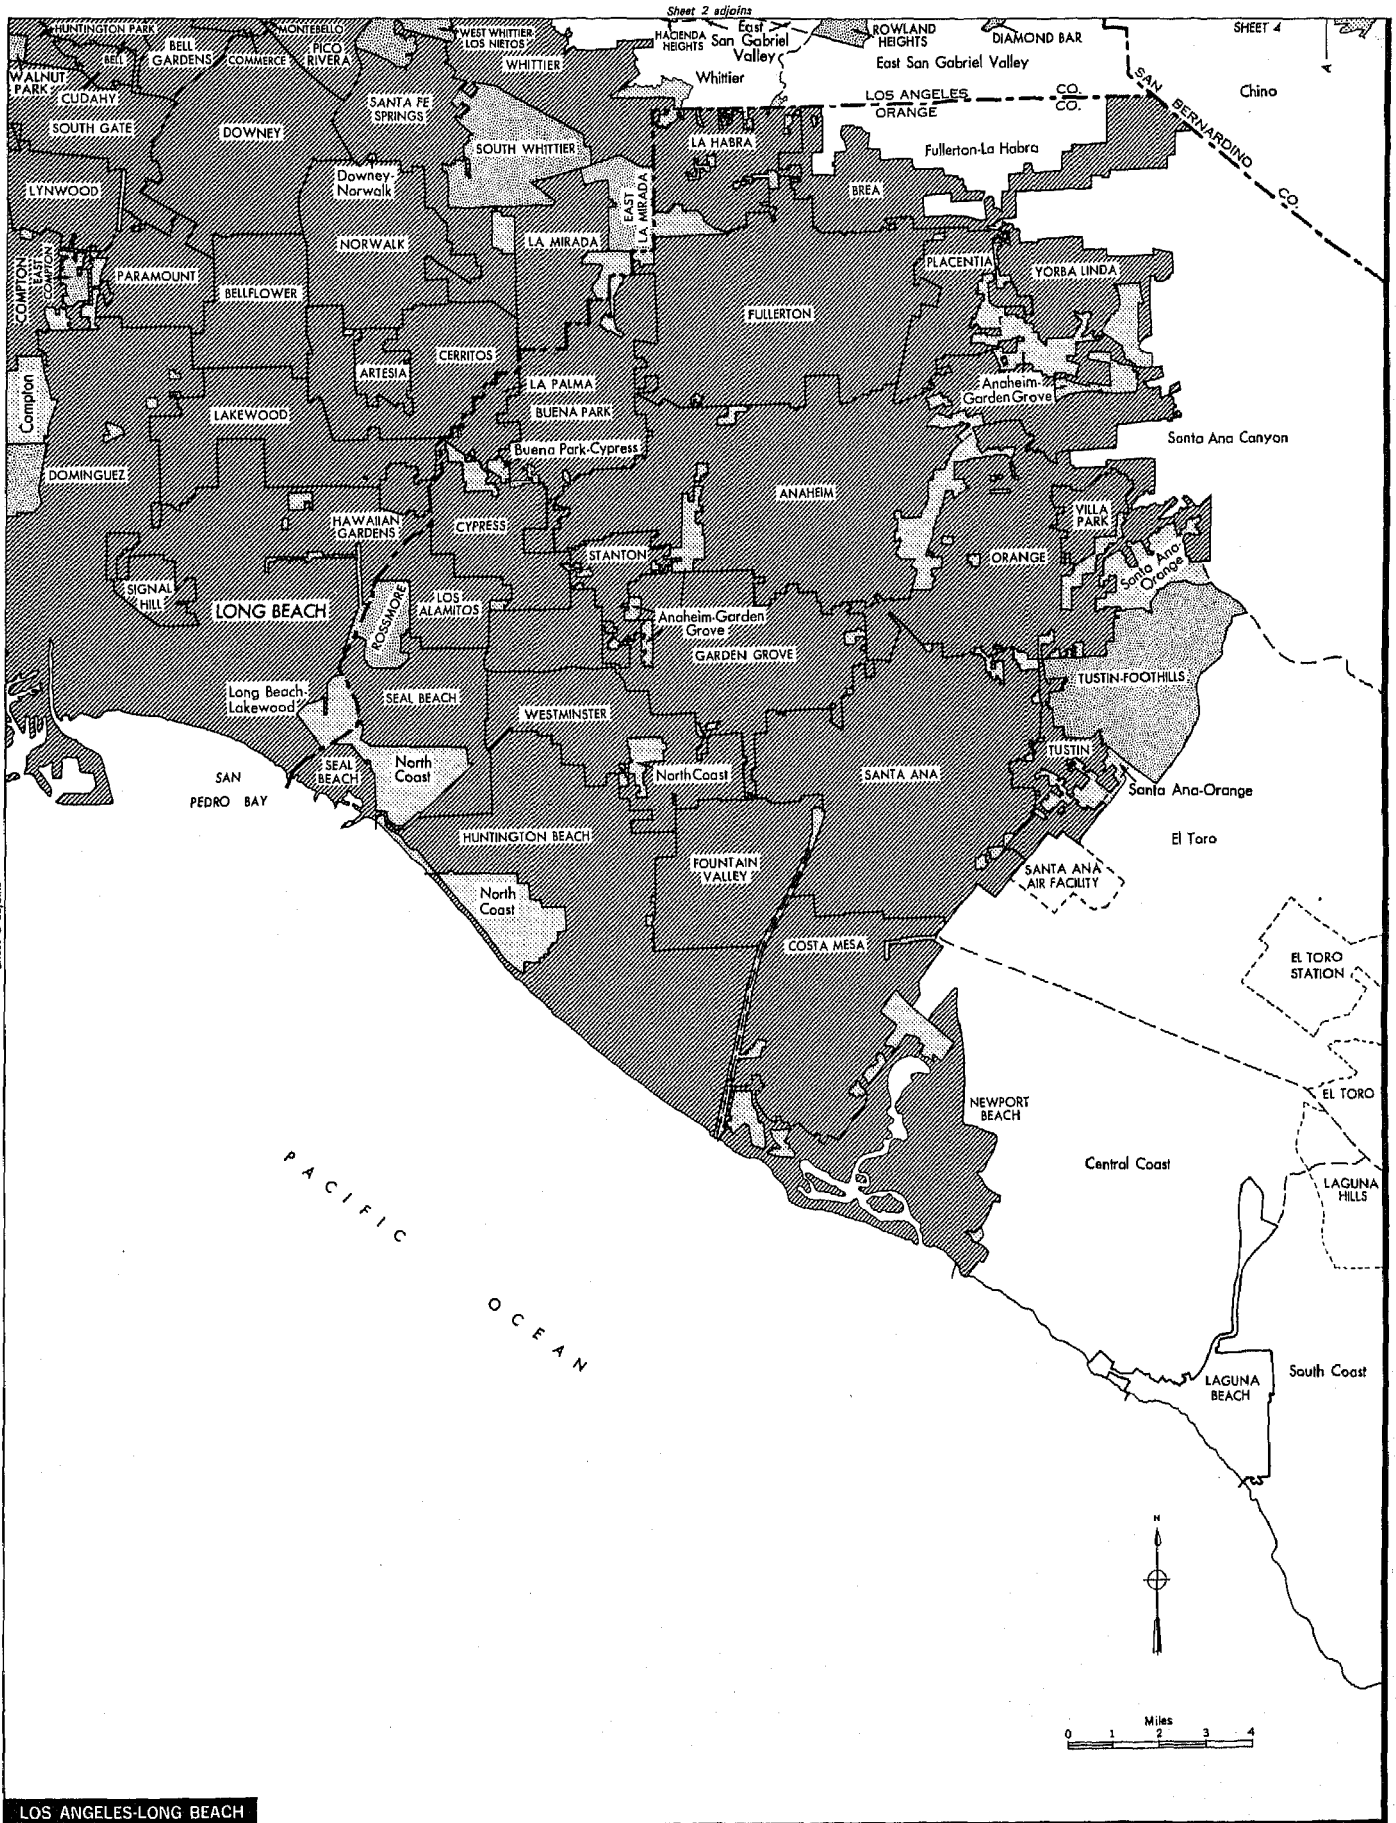 Sheet 2 adjoins
SHEET 4
A
HUNTINGTON PARK
BELL
BELL
GARDENS
COMMERCE
MONTEBELLO
PICO
RIVERA
WEST WHITTIER-
LOS NIETOS
WHITTIER
HACIENDA
HEIGHTS
East
San Gabriel
Valley
Whittier
ROWLAND
HEIGHTS
DIAMOND BAR
East San Gabriel Valley
Chino
WALNUT
PARK
CUDAHY
SOUTH GATE
DOWNEY
SANTA FE
SPRINGS
SOUTH WHITTIER
LOS ANGELES CO.
ORANGE CO.
SAN BERNARDINO CO.
LA HABRA
Fullerton-La Habra
LYNWOOD
Downey-
Norwalk
EAST
LA MIRADA
BREA
NORWALK
LA MIRADA
COMPTON
EAST
COMPTON
PARAMOUNT
BELLFLOWER
PLACENTIA
YORBA LINDA
FULLERTON
CERRITOS
ARTESIA
LA PALMA
BUENA PARK
Anaheim-
Garden Grove
Compton
LAKEWOOD
Buena Park-Cypress
Santa Ana Canyon
DOMINGUEZ
ANAHEIM
HAWAIIAN
GARDENS
CYPRESS
VILLA
PARK
STANTON
ORANGE
Santa Ana-
Orange
SIGNAL
HILL
LONG BEACH
ROSSMORE
LOS
ALAMITOS
Anaheim-Garden
Grove
GARDEN GROVE
TUSTIN-FOOTHILLS
Long Beach-
Lakewood
SEAL BEACH
WESTMINSTER
TUSTIN
SAN
PEDRO BAY
SEAL
BEACH
North
Coast
North Coast
SANTA ANA
Santa Ana-Orange
El Toro
HUNTINGTON BEACH
FOUNTAIN
VALLEY
SANTA ANA
AIR FACILITY
North
Coast
COSTA MESA
EL TORO
STATION
NEWPORT
BEACH
EL TORO
Central Coast
LAGUNA
HILLS
PACIFIC
OCEAN
LAGUNA
BEACH
South Coast
N
Miles
0 1 2 3 4
LOS ANGELES-LONG BEACH